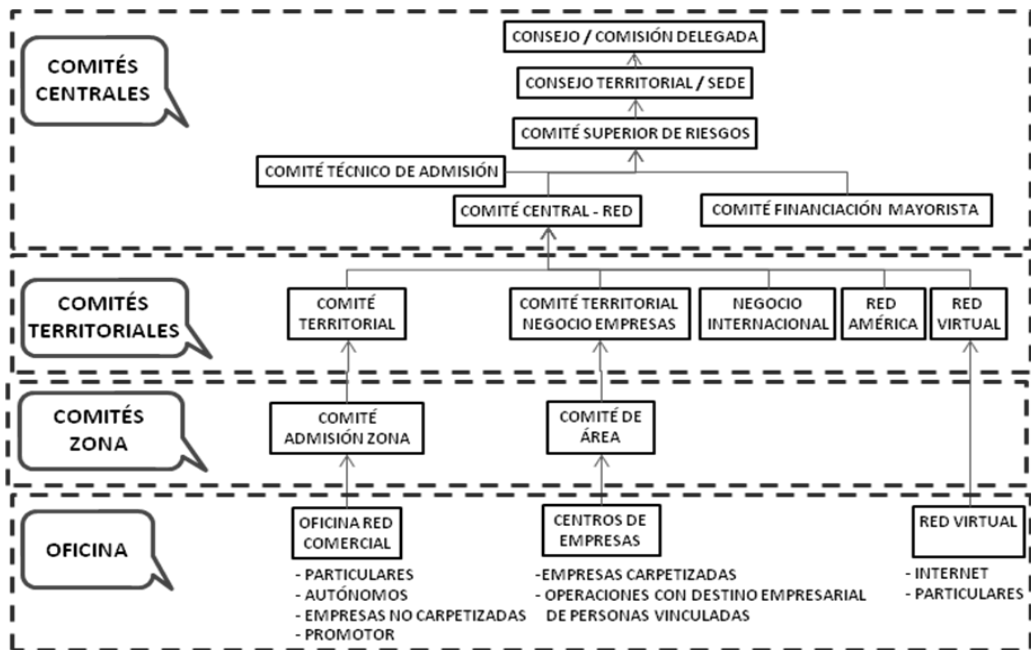 COMITÉS
CENTRALES
CONSEJO / COMISIÓN DELEGADA
CONSEJO TERRITORIAL / SEDE
COMITÉ SUPERIOR DE RIESGOS
COMITÉ TÉCNICO DE ADMISIÓN
COMITÉ CENTRAL - RED
COMITÉ FINANCIACIÓN MAYORISTA
COMITÉS
TERRITORIALES
COMITÉ
TERRITORIAL
COMITÉ TERRITORIAL
NEGOCIO EMPRESAS
NEGOCIO
INTERNACIONAL
RED
AMÉRICA
RED
VIRTUAL
COMITÉS
ZONA
COMITÉ
ADMISIÓN ZONA
COMITÉ DE
ÁREA
OFICINA
OFICINA RED
COMERCIAL
- PARTICULARES
- AUTÓNOMOS
- EMPRESAS NO CARPETIZADAS
- PROMOTOR
CENTROS DE
EMPRESAS
-EMPRESAS CARPETIZADAS
- OPERACIONES CON DESTINO EMPRESARIAL
DE PERSONAS VINCULADAS
RED VIRTUAL
- INTERNET
- PARTICULARES